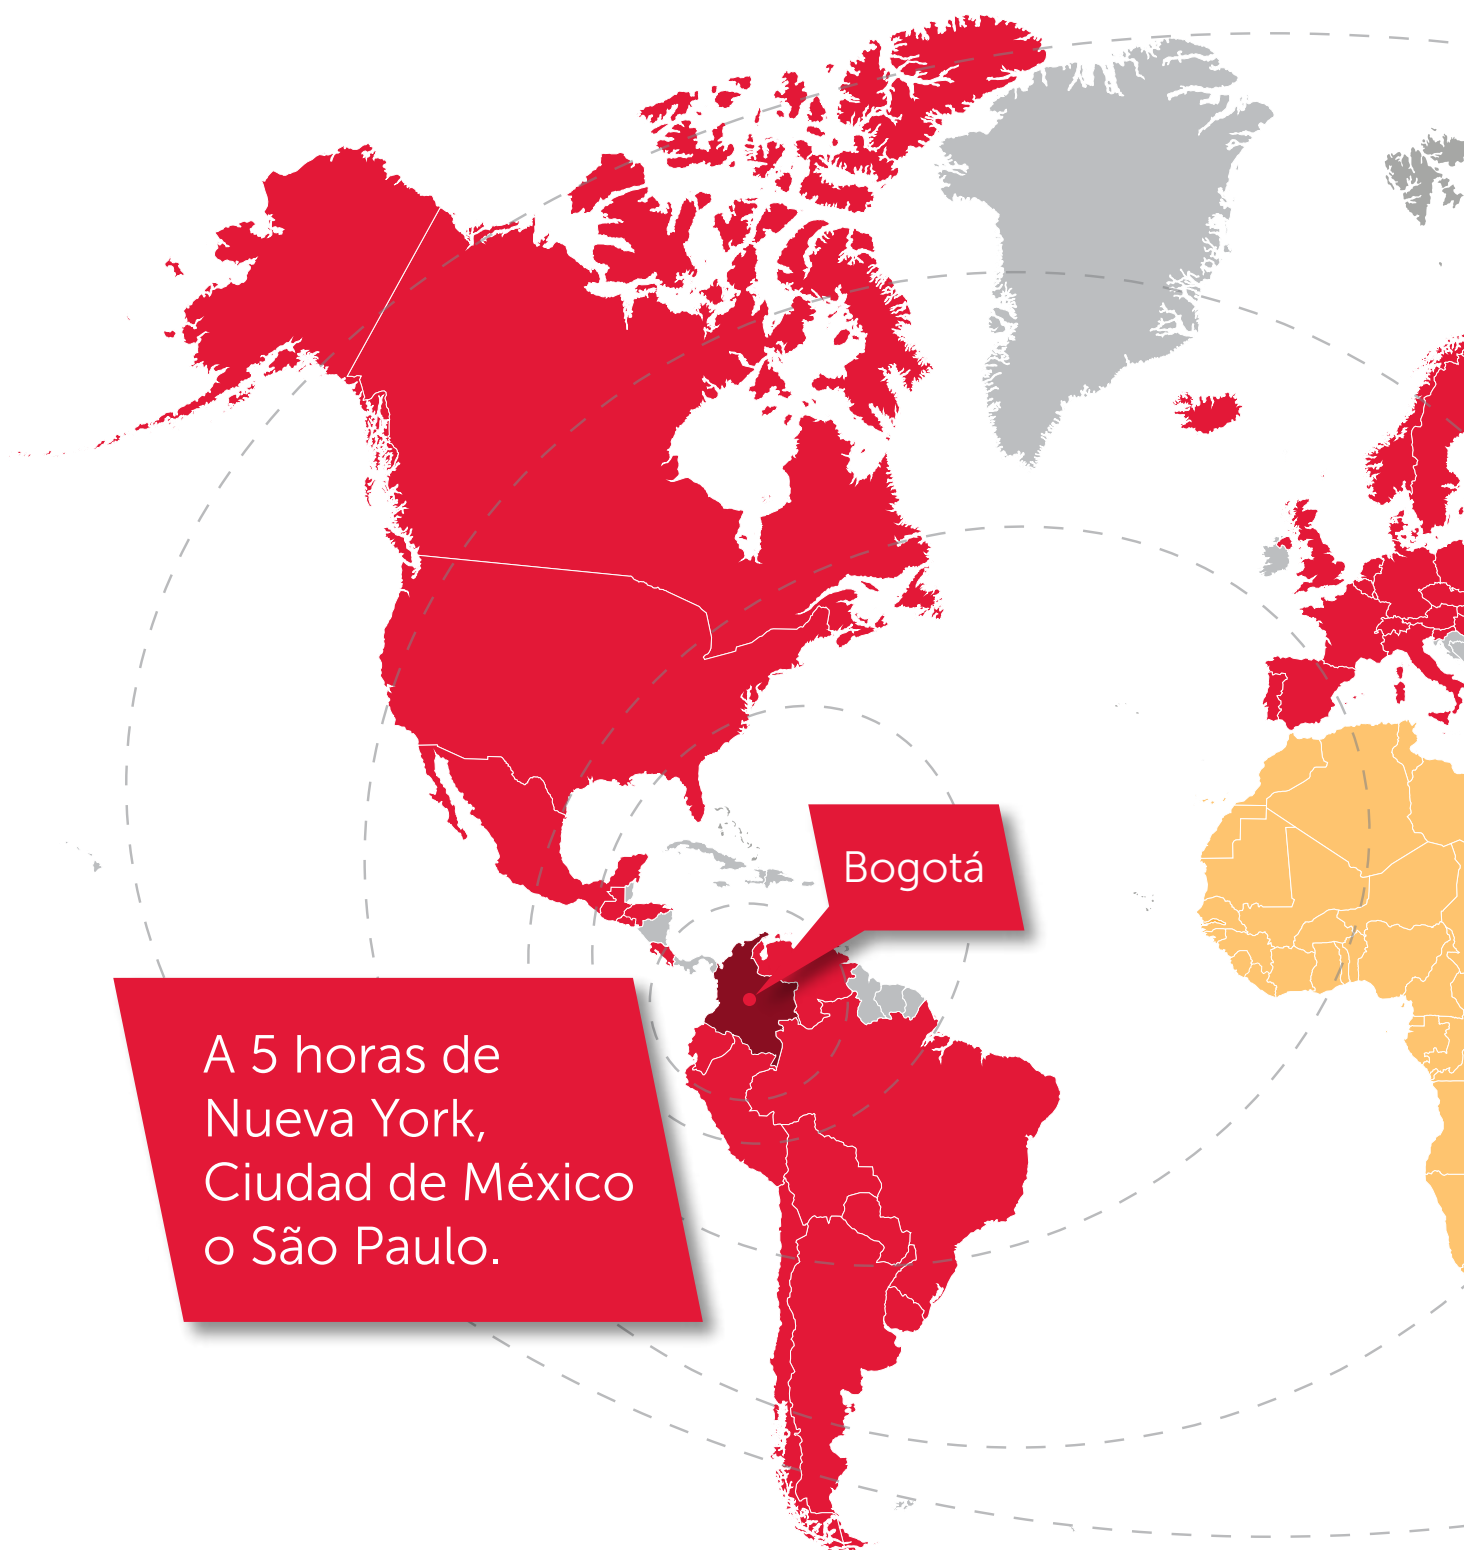 Bogotá
A 5 horas de
Nueva York,
Ciudad de México
o São Paulo.